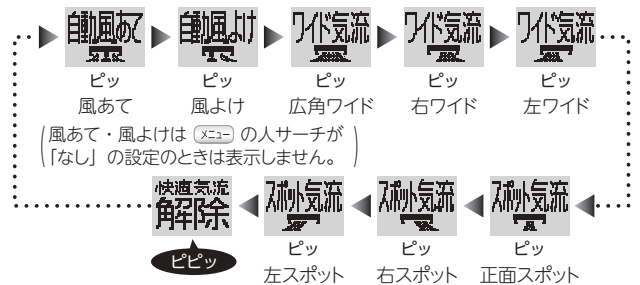 自動風あて 自動風よけ ワイド気流 ワイド気流 ワイド気流
ピッ ピッ ピッ ピッ ピッ
風あて 風よけ 広角ワイド 右ワイド 左ワイド
(風あて・風よけは メニュー の人サーチが
「なし」の設定のときは表示しません。)
快適気流 スポット気流 スポット気流 スポット気流
解除
ピピッ ピッ ピッ ピッ
左スポット 右スポット 正面スポット